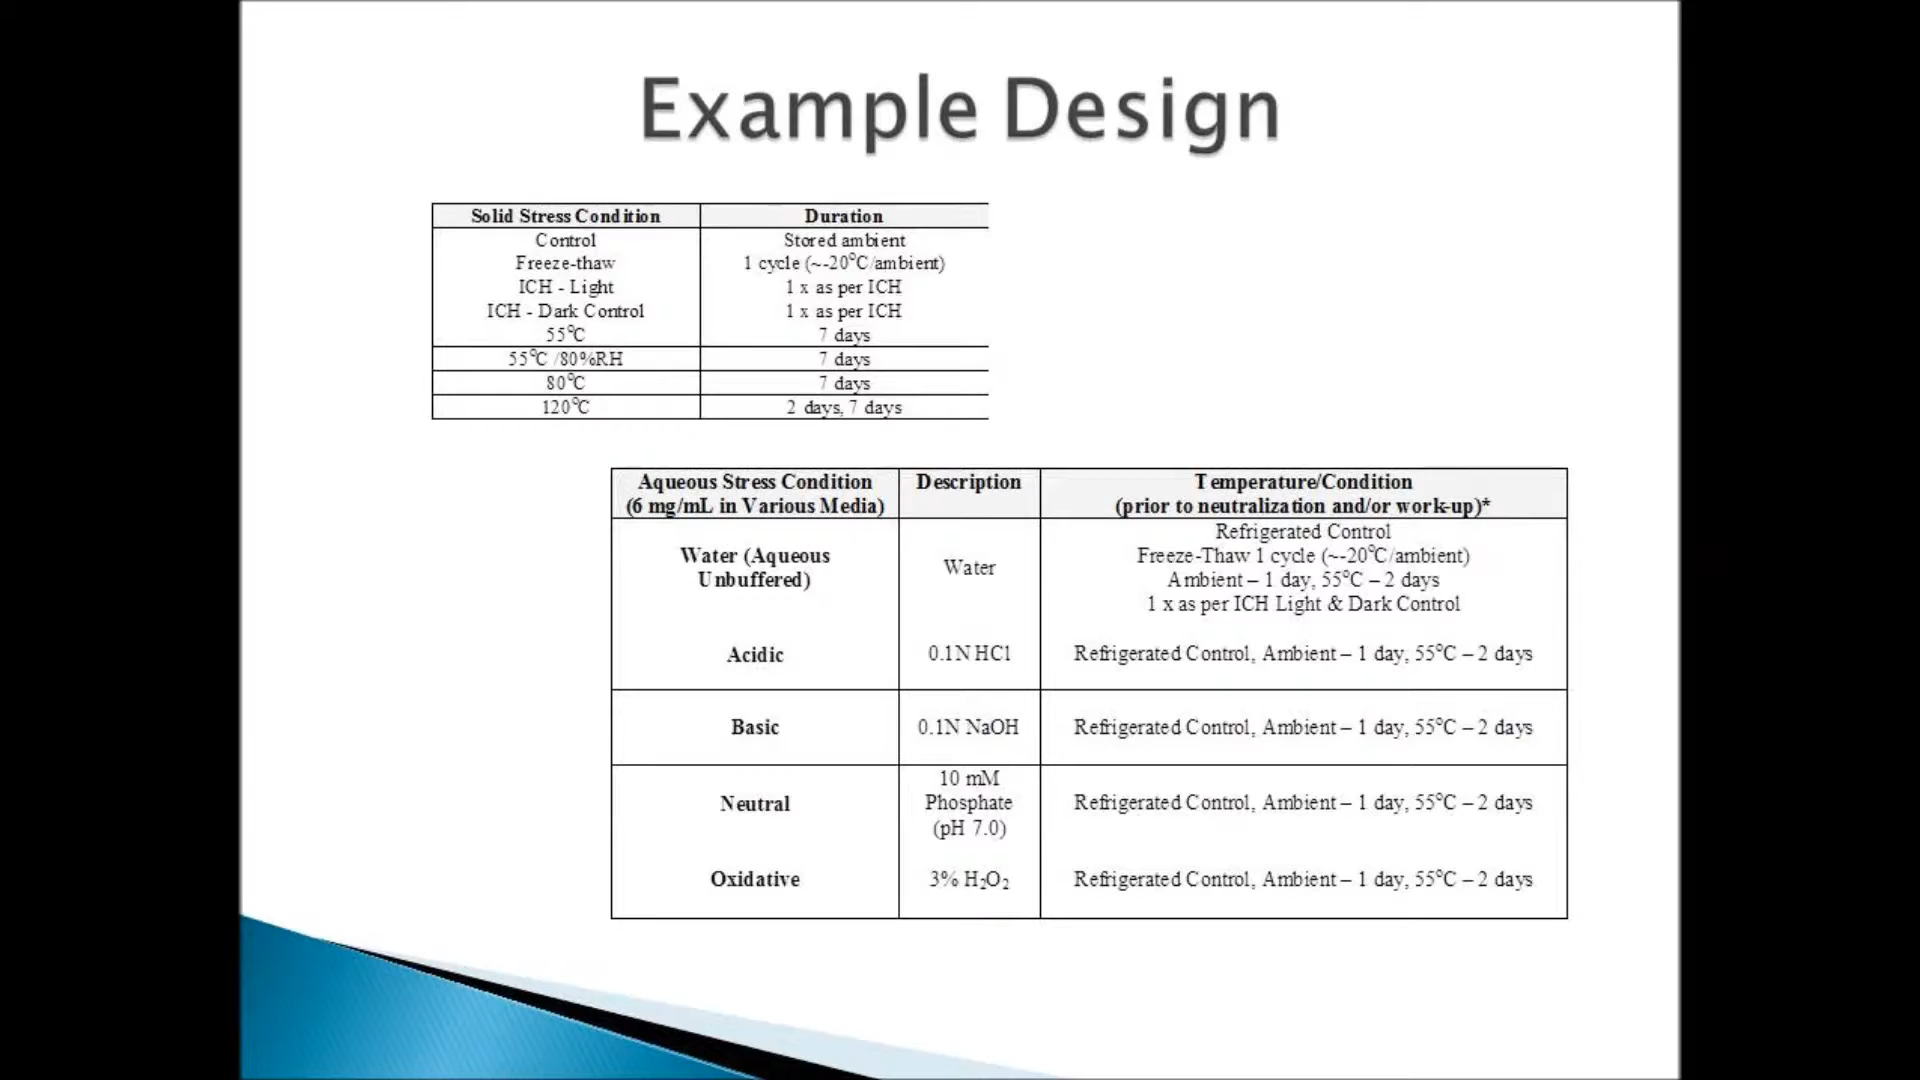 Example Design
Solid Stress Condition Duration
Control Stored ambient
Freeze-thaw 1 cycle (~-20°C/ambient)
ICH - Light 1 x as per ICH
ICH - Dark Control 1 x as per ICH
55°C 7 days
55°C /80%RH 7 days
80°C 7 days
120°C 2 days, 7 days
Aqueous Stress Condition Description Temperature/Condition
(6 mg/mL in Various Media) (prior to neutralization and/or work-up)*
Refrigerated Control
Water (Aqueous Freeze-Thaw 1 cycle (~-20°C/ambient)
Water
Unbuffered) Ambient – 1 day, 55°C – 2 days
1 x as per ICH Light & Dark Control
Acidic 0.1N HCl Refrigerated Control, Ambient – 1 day, 55°C – 2 days
Basic 0.1N NaOH Refrigerated Control, Ambient – 1 day, 55°C – 2 days
10 mM
Neutral Phosphate Refrigerated Control, Ambient – 1 day, 55°C – 2 days
(pH 7.0)
Oxidative 3% H₂O₂ Refrigerated Control, Ambient – 1 day, 55°C – 2 days